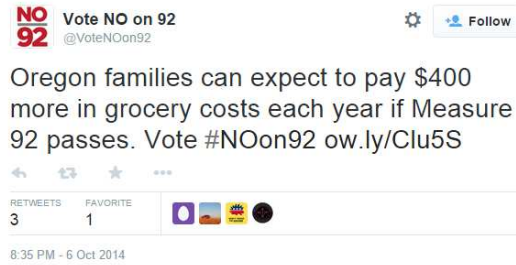 NO
92
Vote NO on 92
@VoteNOon92
Follow
Oregon families can expect to pay $400
more in grocery costs each year if Measure
92 passes. Vote #NOon92 ow.ly/Clu5S
RETWEETS
FAVORITE
3
1
8:35 PM - 6 Oct 2014